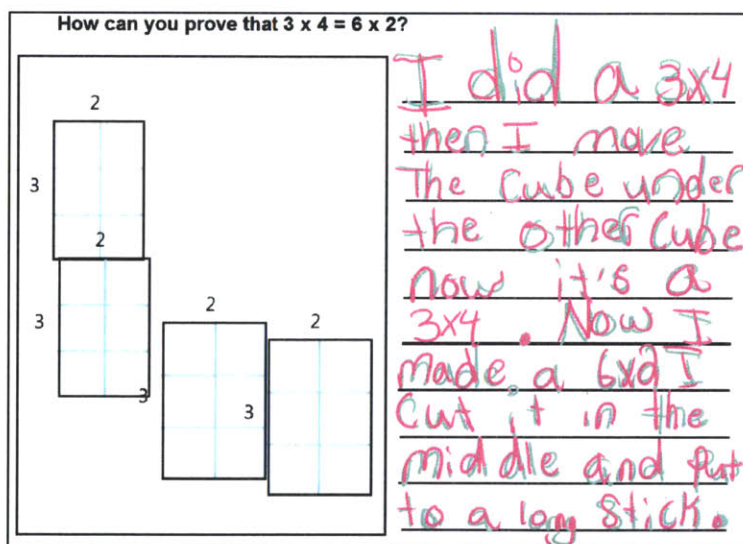 How can you prove that 3 x 4 = 6 x 2?
2
3
2
3
3
2
3
2
I did a 3x4
then I move
The cube under
the other cube
now it's a
3x4. Now I
made a 6x2 I
cut it in the
middle and put
to a long stick.